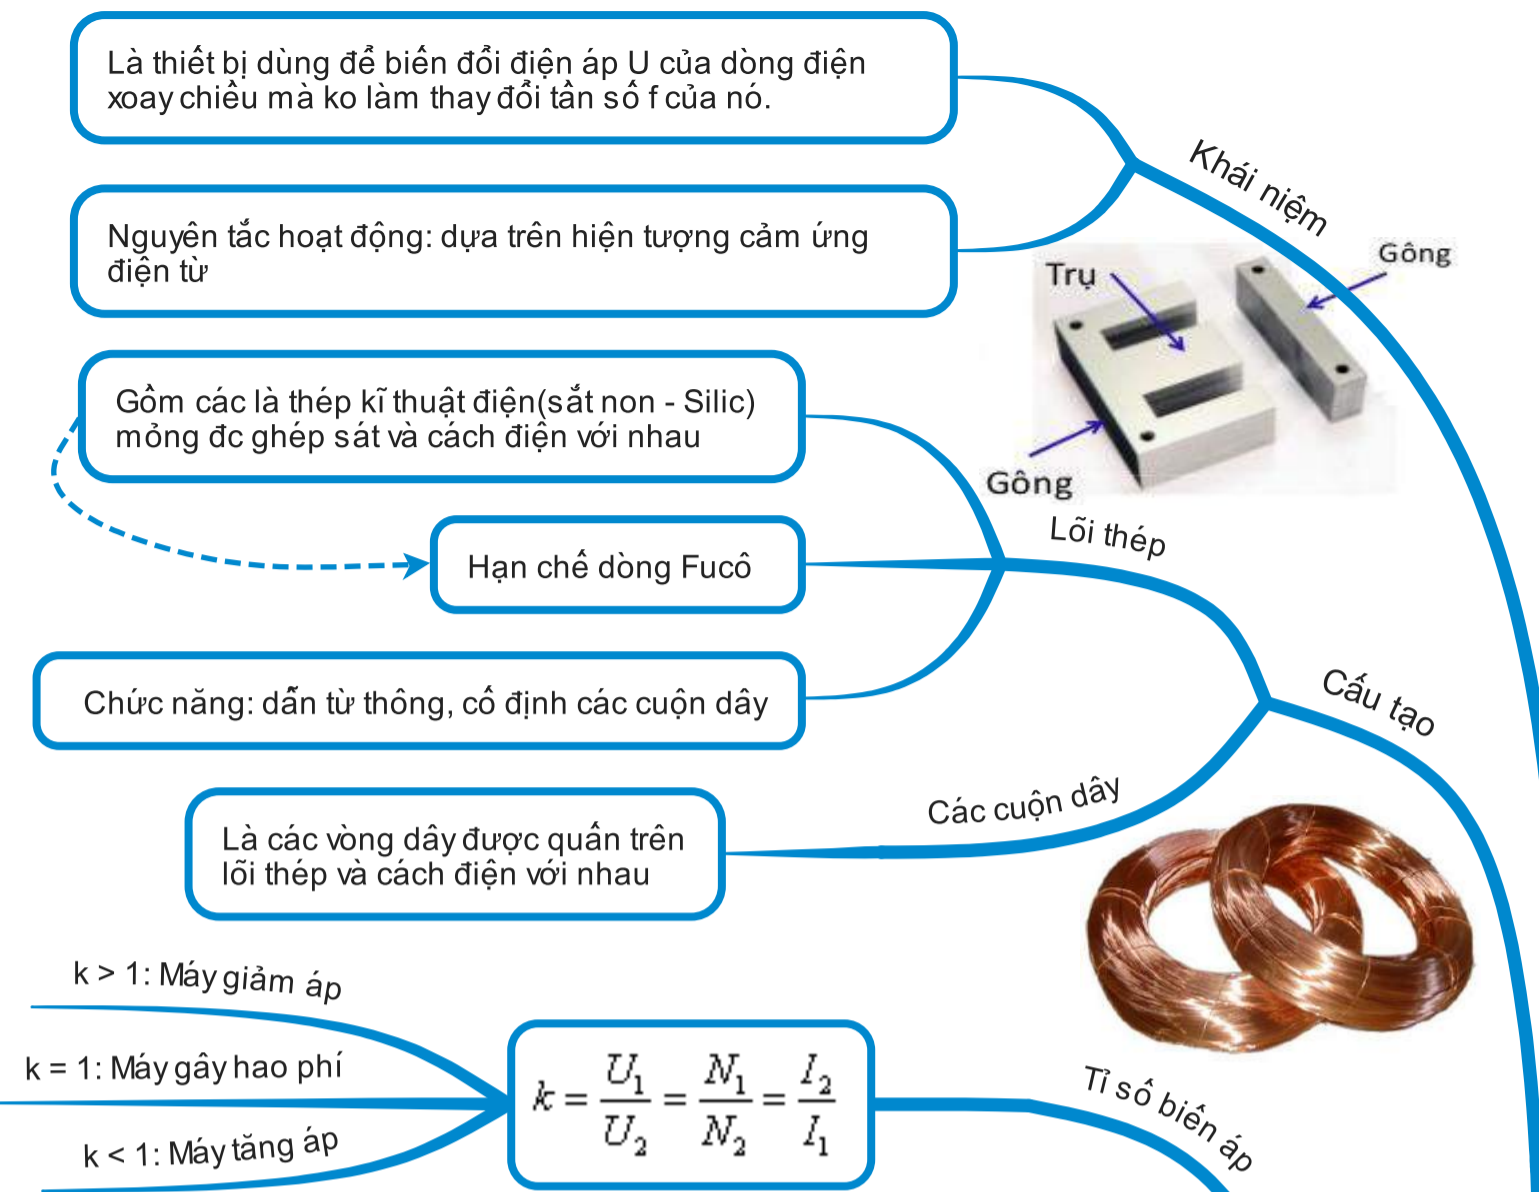 Là thiết bị dùng để biến đổi điện áp U của dòng điện
xoay chiều mà ko làm thay đổi tần số f của nó.
Khái niệm
Nguyên tắc hoạt động: dựa trên hiện tượng cảm ứng
điện từ
Trụ
Gông
Gông
Gồm các là thép kĩ thuật điện(sắt non - Silic)
mỏng đc ghép sát và cách điện với nhau
Lõi thép
Hạn chế dòng Fucô
Chức năng: dẫn từ thông, cố định các cuộn dây
Cấu tạo
Các cuộn dây
Là các vòng dây được quấn trên
lõi thép và cách điện với nhau
k > 1: Máy giảm áp
k = 1: Máy gây hao phí
k < 1: Máy tăng áp
k = U₁/U₂ = N₁/N₂ = I₂/I₁
Tỉ số biến áp